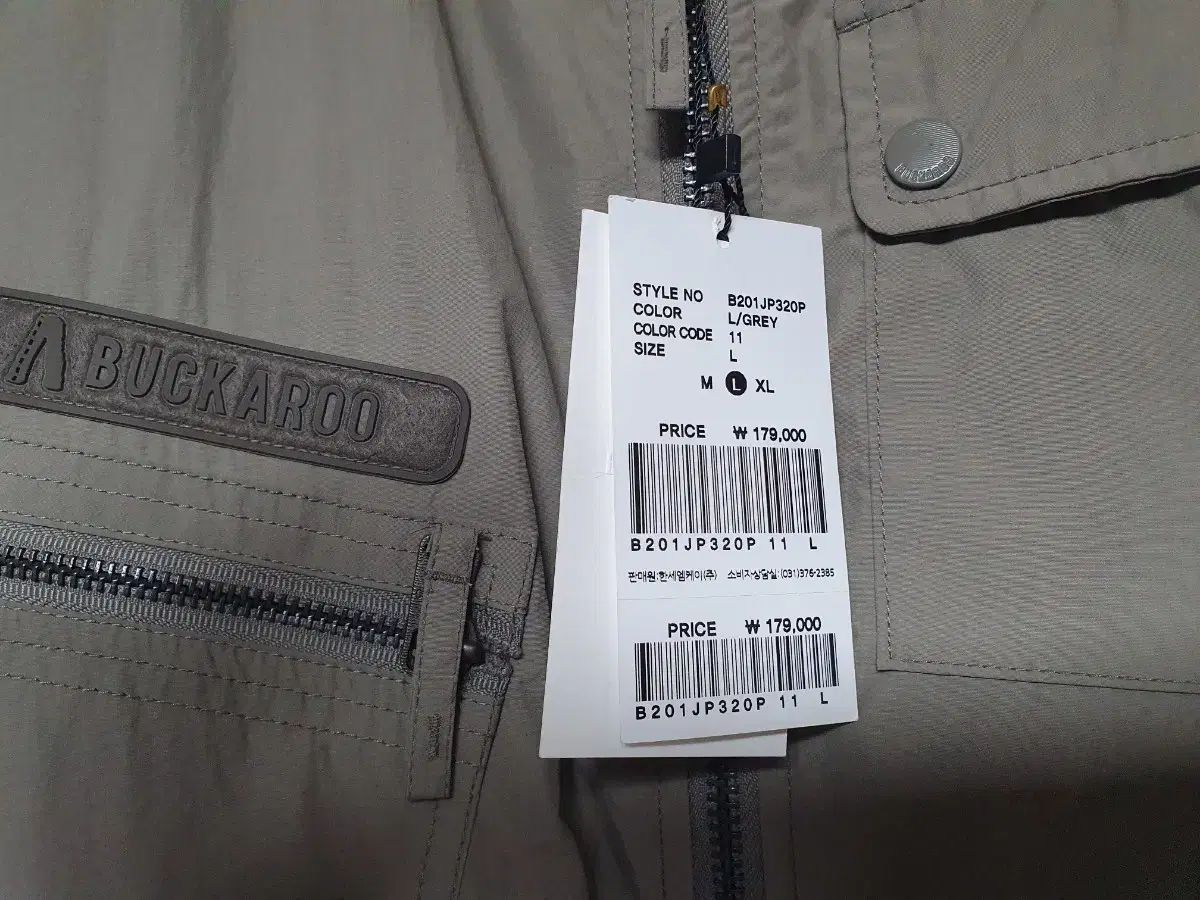 BUCKAROO
STYLE NO B201JP320P
COLOR L/GREY
COLOR CODE 11
SIZE L
M L XL
PRICE ₩ 179,000
B201JP320P 11 L
판매원:한세엠케이(주) 소비자상담실:(031)376-2385
PRICE ₩ 179,000
B201JP320P 11 L